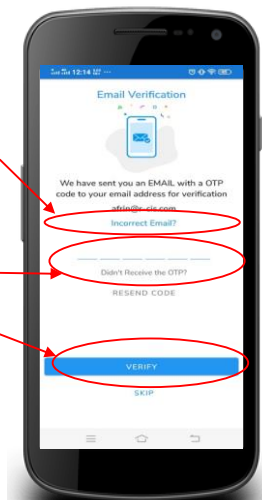 12:14
Email Verification
We have sent you an EMAIL with a OTP
code to your email address for verification
Incorrect Email?
Didn't Receive the OTP?
RESEND CODE
VERIFY
SKIP